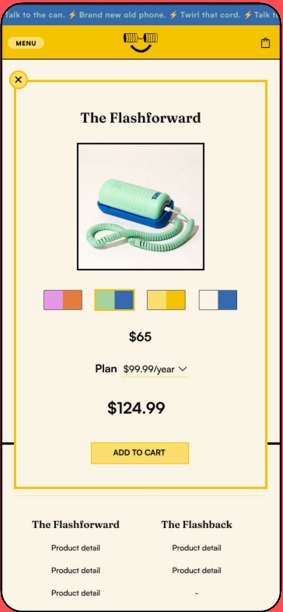 Talk to the can. ⚡ Brand new old phone. ⚡ Twirl that cord. ⚡ Talk t
MENU
The Flashforward
$65
Plan $99.99/year
$124.99
ADD TO CART
The Flashforward The Flashback
Product detail Product detail
Product detail Product detail
Product detail -